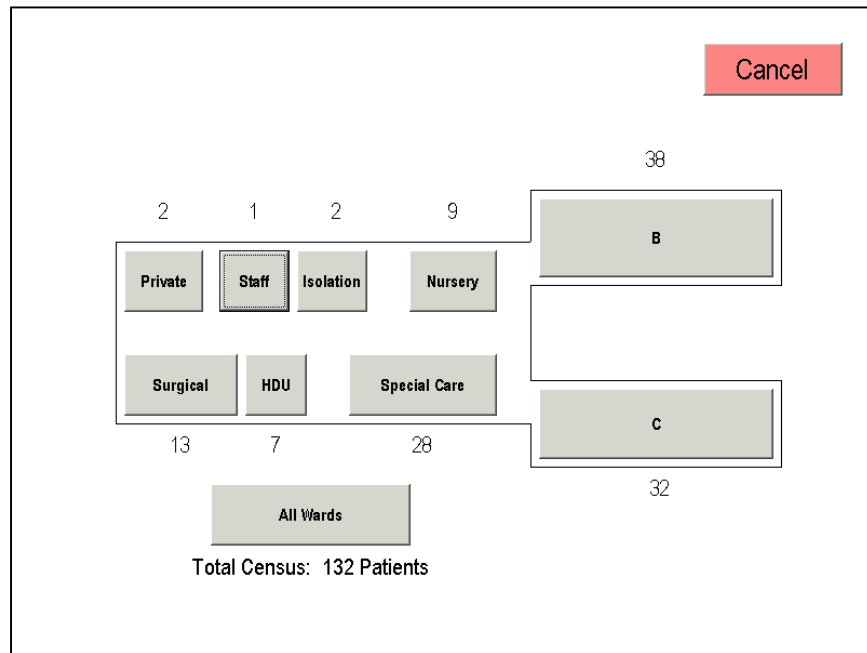 Cancel
38
2 1 2 9
B
Private Staff Isolation Nursery
Surgical HDU Special Care
C
13 7 28
32
All Wards
Total Census: 132 Patients